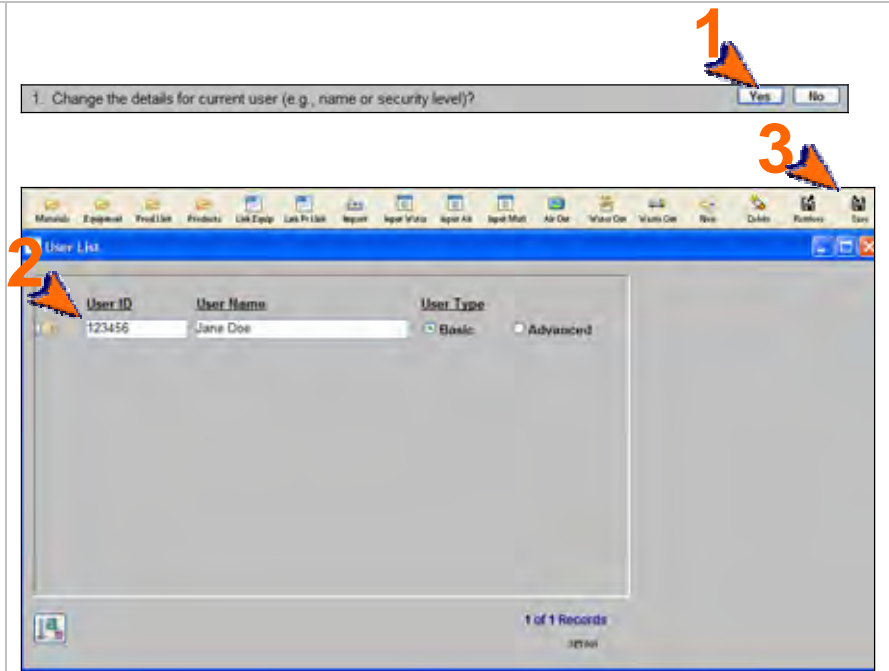 1
1. Change the details for current user (e.g., name or security level)? Yes No
3
Materials Equipment Prod Line Products Link Equip Link Pr Line Import Input Water Input Air Input Matl Air Out Water Out Waste Out New Delete Retrieve Save
User List
2
User ID User Name User Type
123456 Jane Doe Basic Advanced
1 of 1 Records